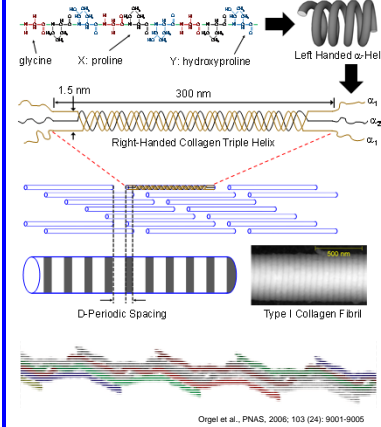 glycine X: proline Y: hydroxyproline
Left Handed α-Hel
300 nm
1.5 nm
α1
α2
α1
Right-Handed Collagen Triple Helix
500 nm
D-Periodic Spacing
Type I Collagen Fibril
Orgel et al., PNAS, 2006; 103 (24): 9001-9005